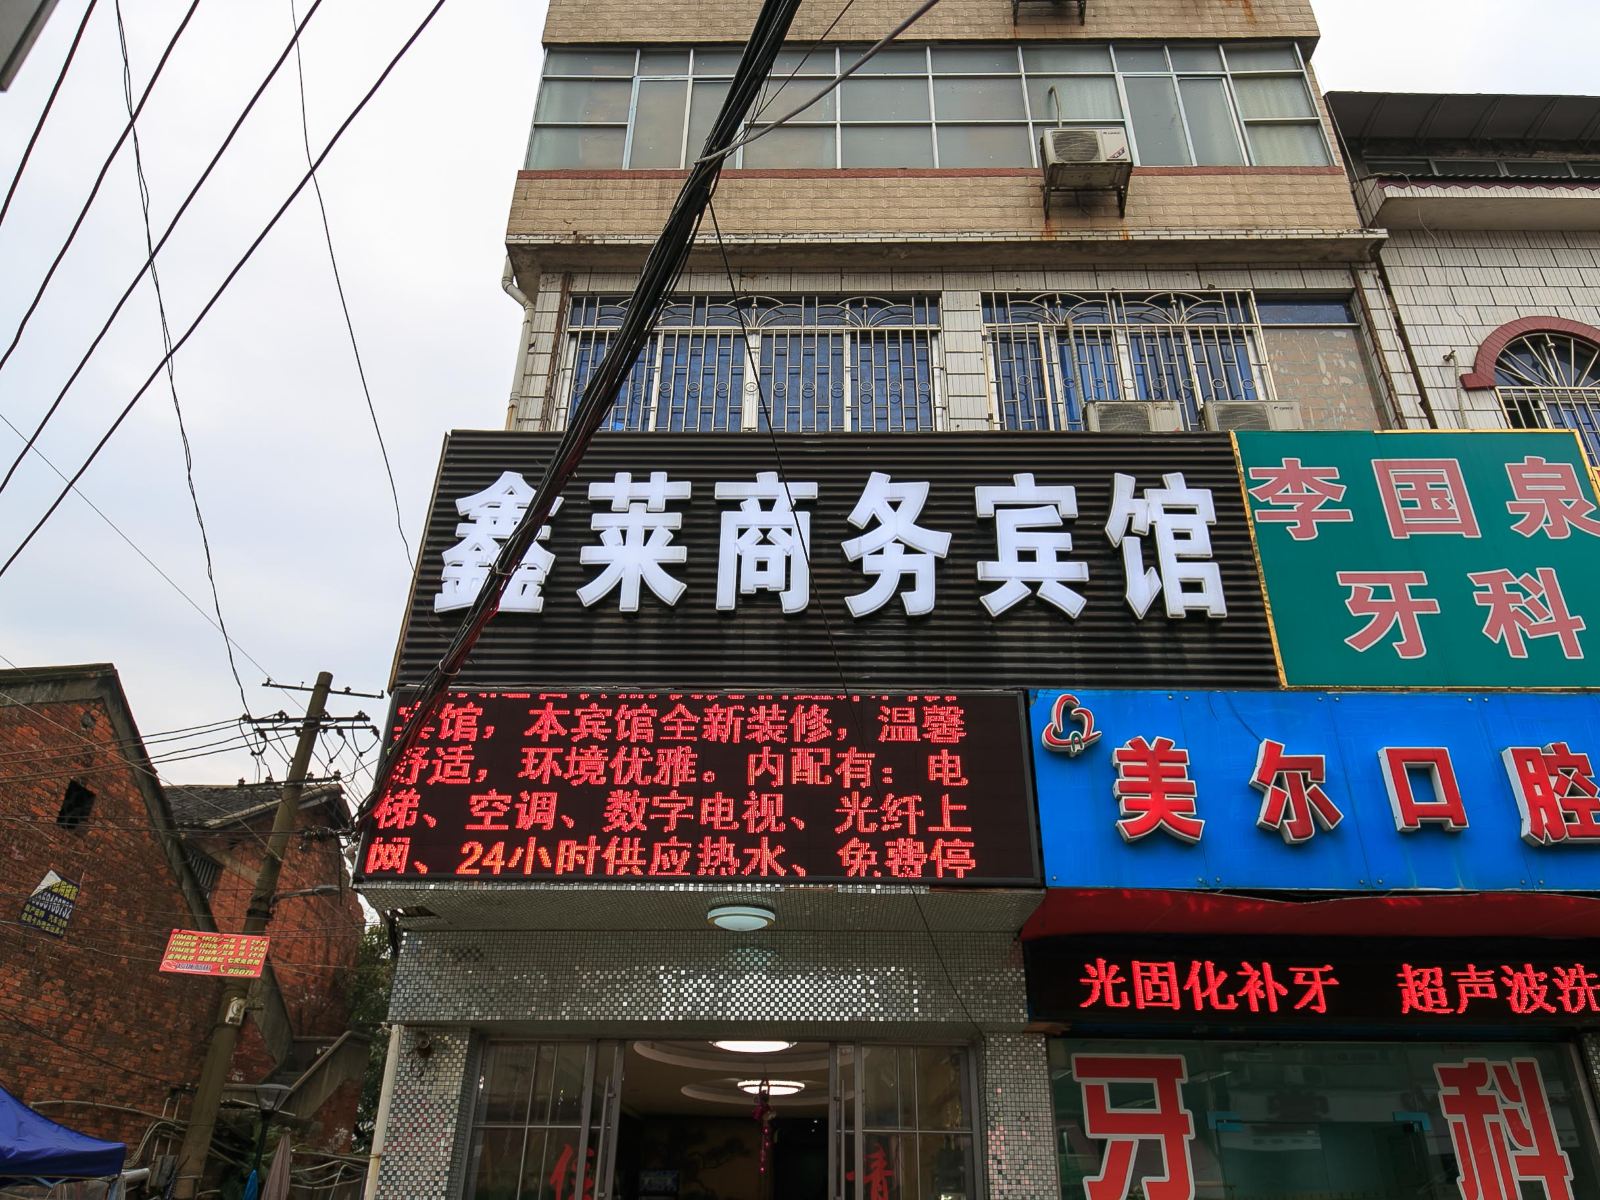 鑫莱商务宾馆
李国泉
牙科
宾馆，本宾馆全新装修，温馨
舒适，环境优雅。内配有：电
梯、空调、数字电视、光纤上
网、24小时供应热水、免费停
美尔口腔
光固化补牙 超声波洗
牙科